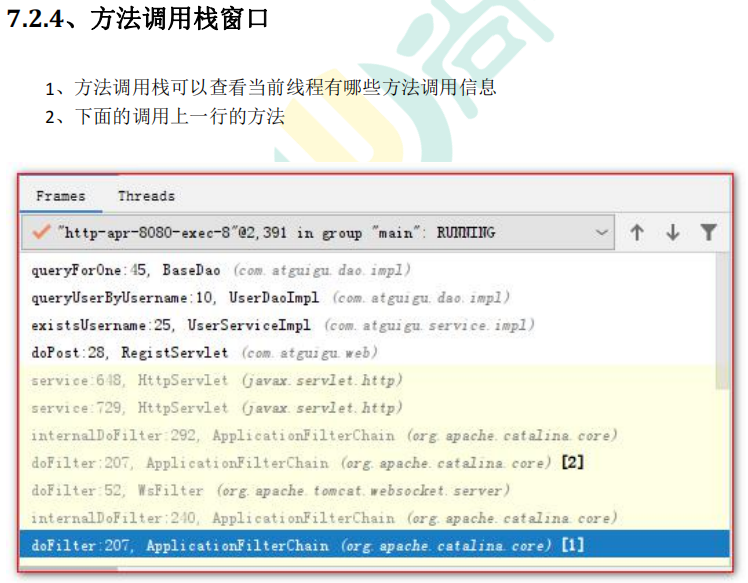 7.2.4、方法调用栈窗口
1、方法调用栈可以查看当前线程有哪些方法调用信息
2、下面的调用上一行的方法
Frames Threads
"http-apr-8080-exec-8"@2,391 in group "main": RUNNING
queryForOne:45, BaseDao (com.atguigu.dao.impl)
queryUserByUsername:10, UserDaoImpl (com.atguigu.dao.impl)
existsUsername:25, UserServiceImpl (com.atguigu.service.impl)
doPost:28, RegistServlet (com.atguigu.web)
service:648, HttpServlet (javax.servlet.http)
service:729, HttpServlet (javax.servlet.http)
internalDoFilter:292, ApplicationFilterChain (org.apache.catalina.core)
doFilter:207, ApplicationFilterChain (org.apache.catalina.core) [2]
doFilter:52, WsFilter (org.apache.tomcat.websocket.server)
internalDoFilter:240, ApplicationFilterChain (org.apache.catalina.core)
doFilter:207, ApplicationFilterChain (org.apache.catalina.core) [1]